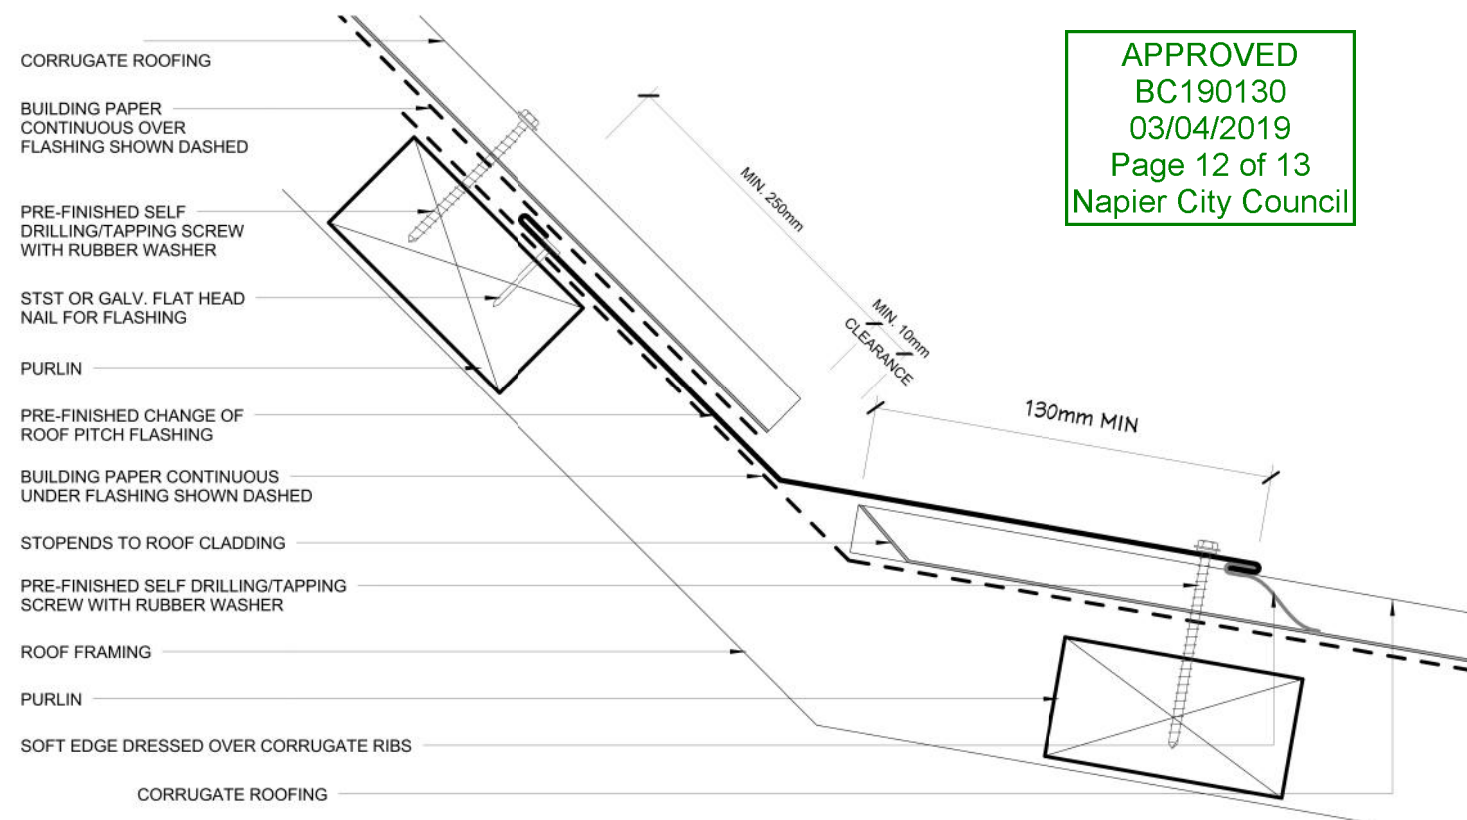 CORRUGATE ROOFING
BUILDING PAPER
CONTINUOUS OVER
FLASHING SHOWN DASHED
PRE-FINISHED SELF
DRILLING/TAPPING SCREW
WITH RUBBER WASHER
STST OR GALV. FLAT HEAD
NAIL FOR FLASHING
PURLIN
PRE-FINISHED CHANGE OF
ROOF PITCH FLASHING
BUILDING PAPER CONTINUOUS
UNDER FLASHING SHOWN DASHED
STOPENDS TO ROOF CLADDING
PRE-FINISHED SELF DRILLING/TAPPING
SCREW WITH RUBBER WASHER
ROOF FRAMING
PURLIN
SOFT EDGE DRESSED OVER CORRUGATE RIBS
CORRUGATE ROOFING
MIN. 250mm
MIN. 10mm
CLEARANCE
130mm MIN
APPROVED
BC190130
03/04/2019
Page 12 of 13
Napier City Council